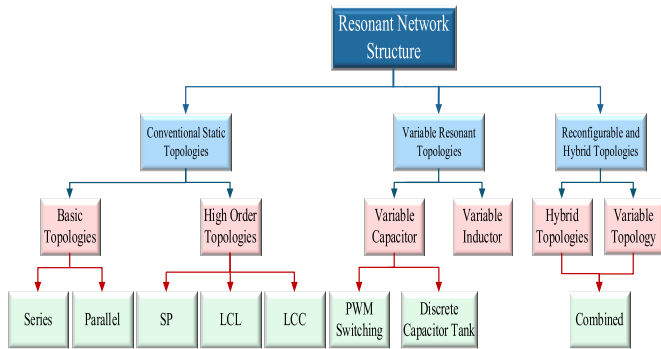 Resonant Network
Structure
Conventional Static
Topologies
Variable Resonant
Topologies
Reconfigurable and
Hybrid Topologies
Basic
Topologies
High Order
Topologies
Variable
Capacitor
Variable
Inductor
Hybrid
Topologies
Variable
Topology
Series
Parallel
SP
LCL
LCC
PWM
Switching
Discrete
Capacitor Tank
Combined